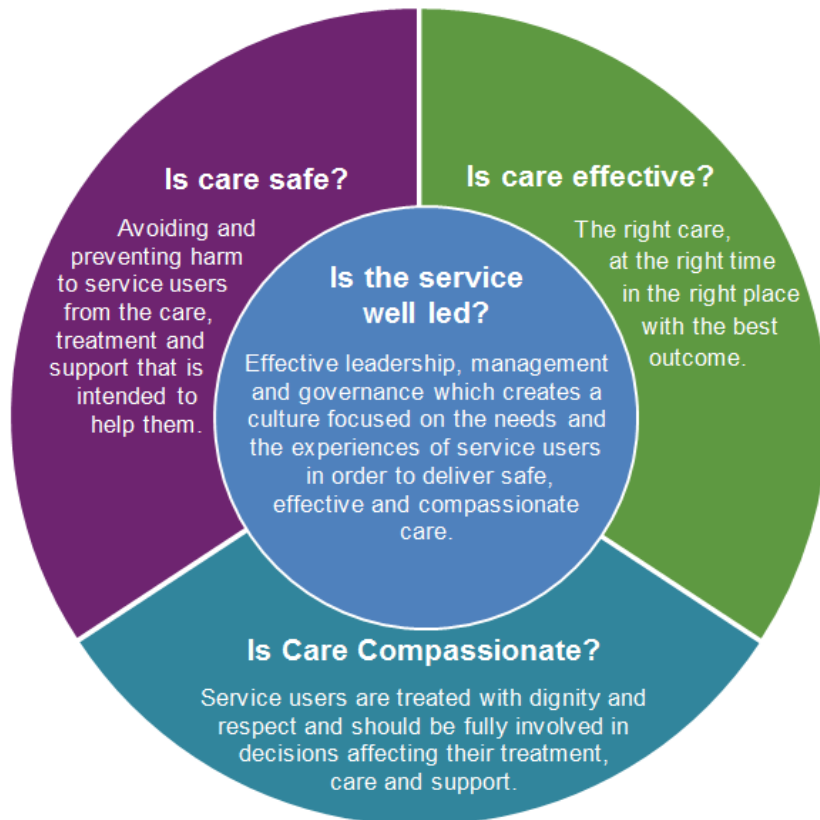 Is care safe?
Avoiding and
preventing harm
to service users
from the care,
treatment and
support that is
intended to
help them.
Is care effective?
The right care,
at the right time
in the right place
with the best
outcome.
Is the service
well led?
Effective leadership, management
and governance which creates a
culture focused on the needs and
the experiences of service users
in order to deliver safe,
effective and compassionate
care.
Is Care Compassionate?
Service users are treated with dignity and
respect and should be fully involved in
decisions affecting their treatment,
care and support.